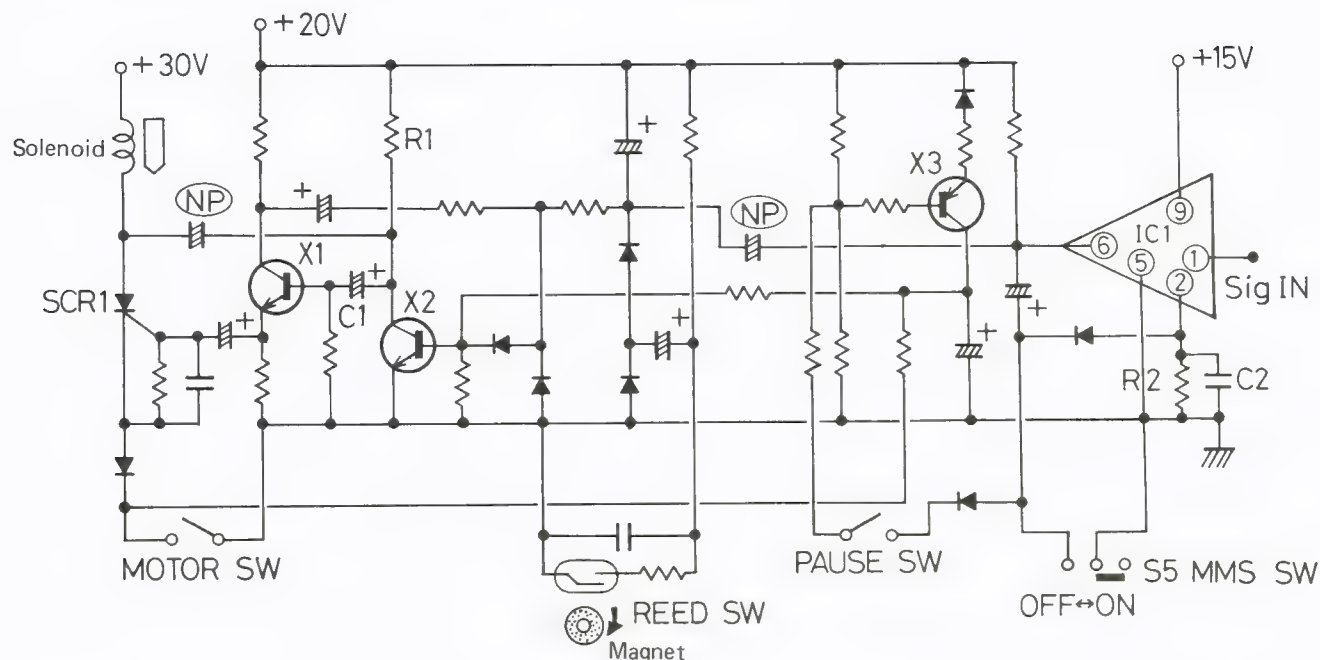 +20V
+30V
+15V
Solenoid
R1
X3
NP
NP
+
+
9
6
IC1
1
5
2
Sig IN
X1
SCR1
C1
+
X2
+
+
+
+
R2
C2
MOTOR SW
PAUSE SW
S5 MMS SW
OFF↔ON
REED SW
Magnet